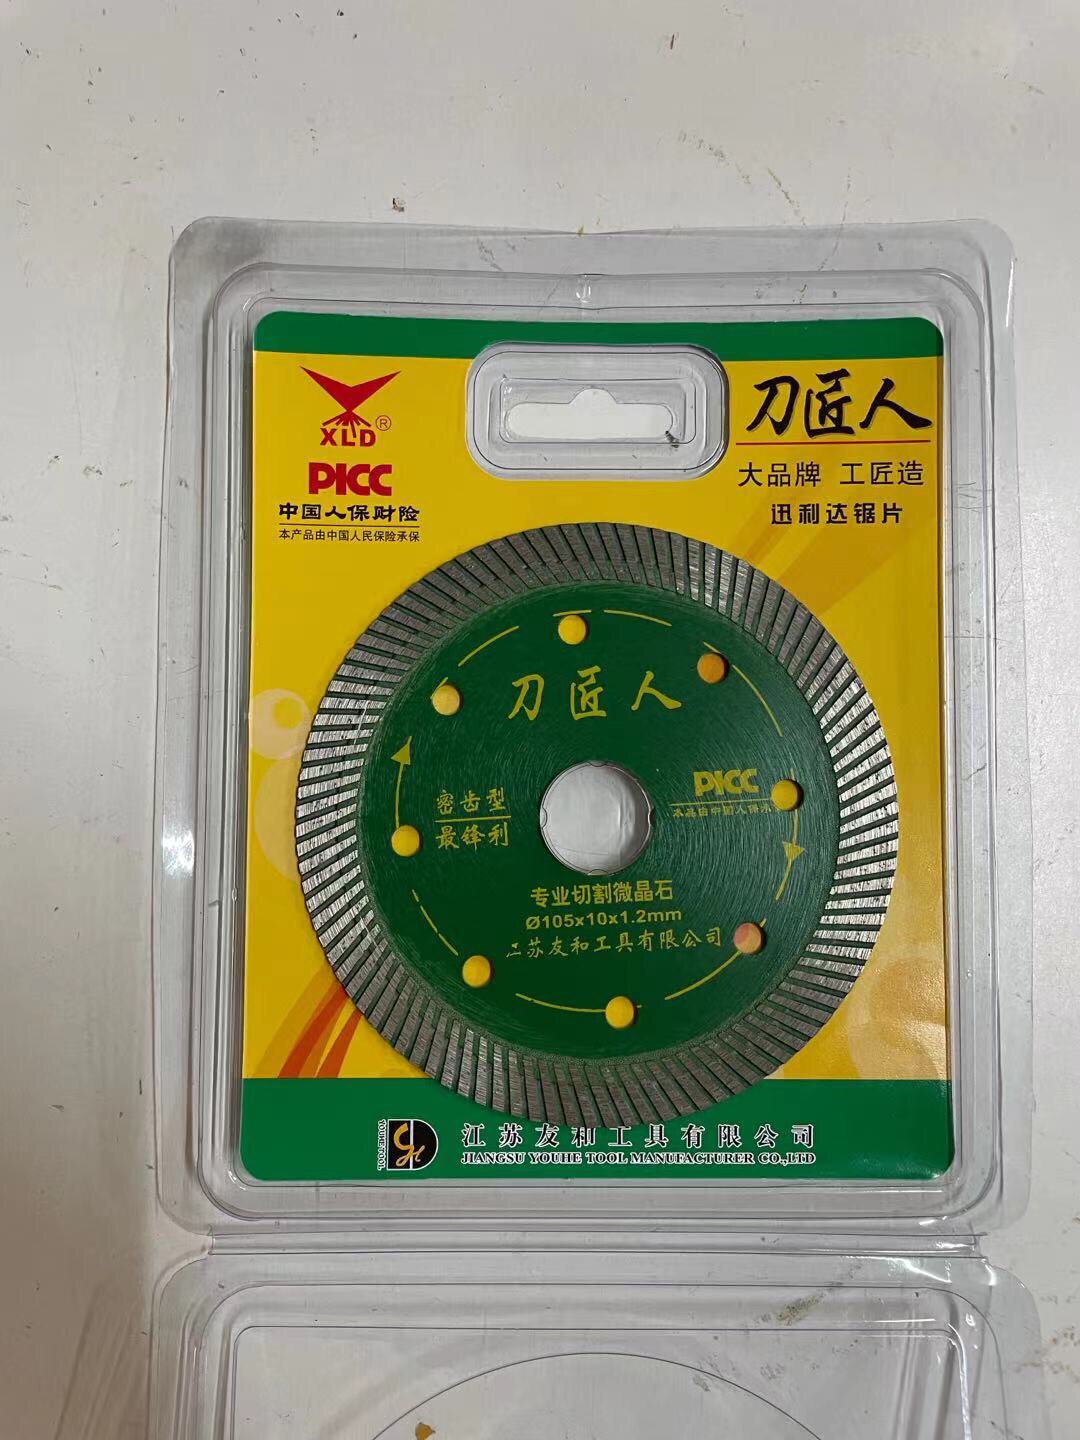 XLD®
PICC
中国人保财险
本产品由中国人民保险承保
刀匠人
大品牌 工匠造
迅利达锯片
刀匠人
密齿型
最锋利
PICC
专业切割微晶石
Ø105x10x1.2mm
江苏友和工具有限公司
YOUHETOOL
江苏友和工具有限公司
JIANGSU YOUHE TOOL MANUFACTURER CO.,LTD